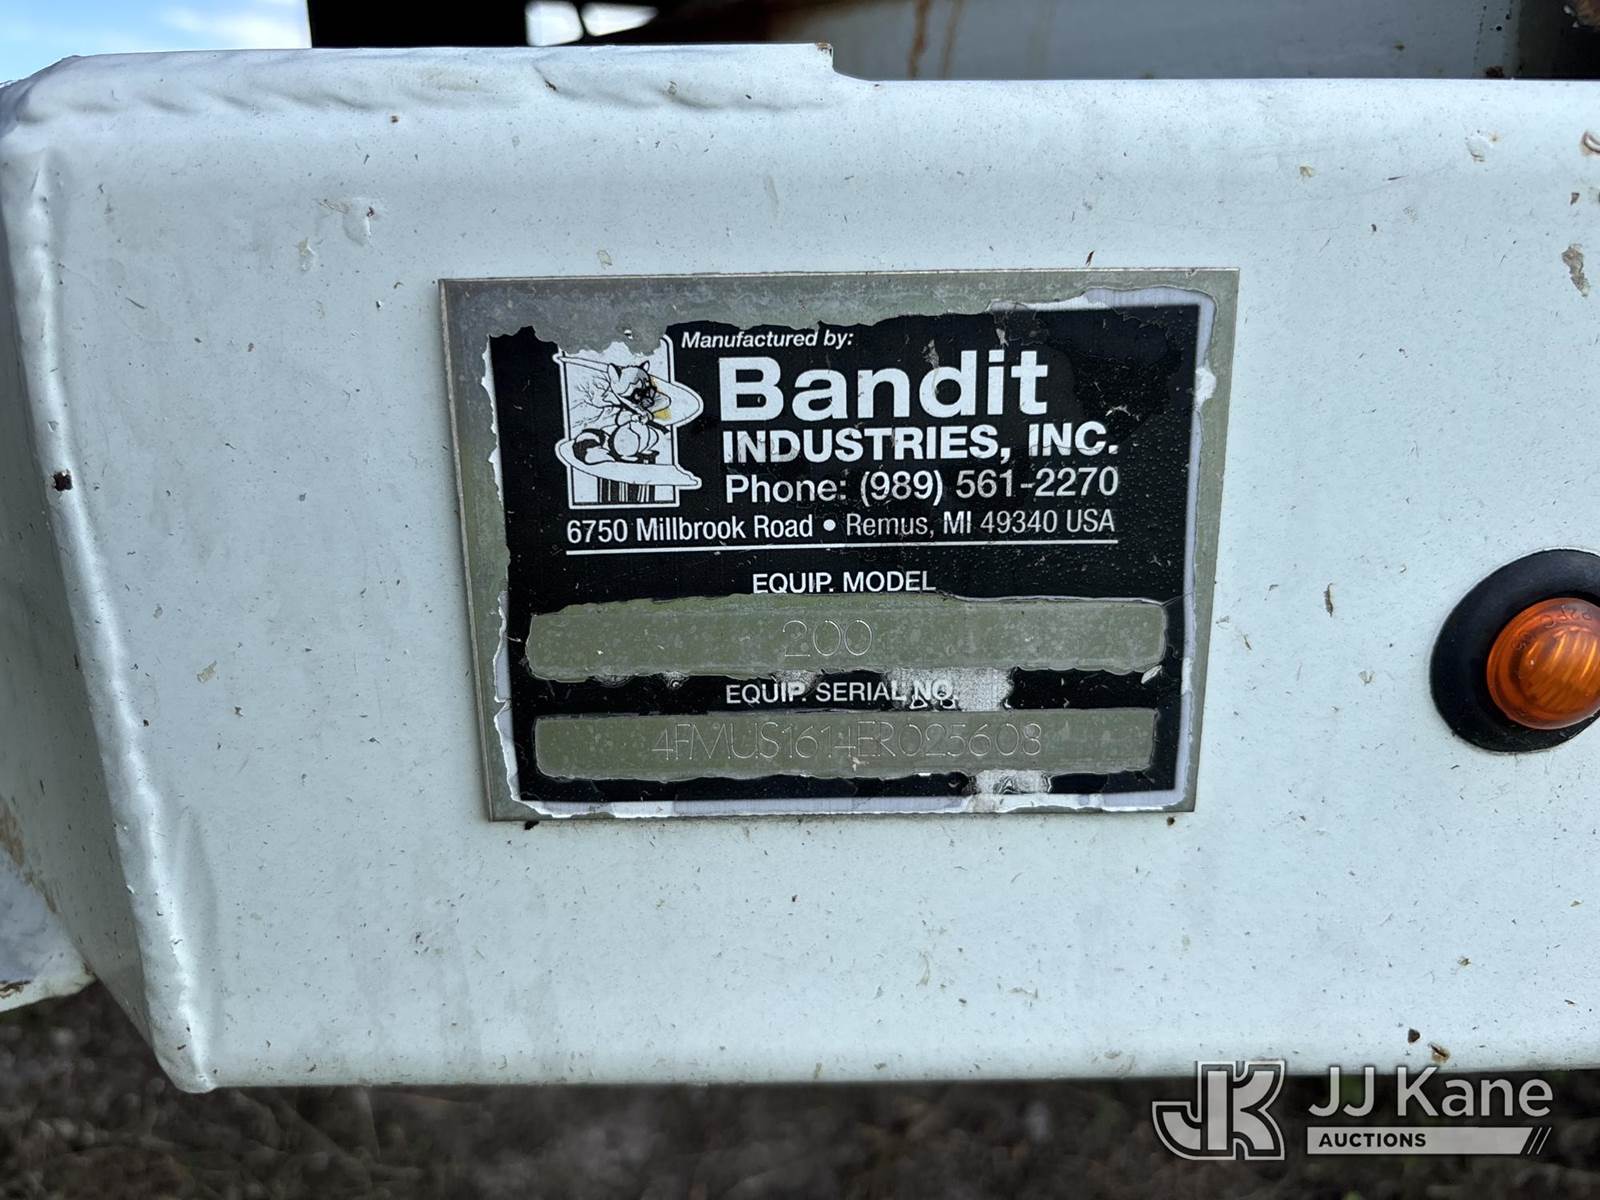 Manufactured by:
Bandit
INDUSTRIES, INC.
Phone: (989) 561-2270
6750 Millbrook Road • Remus, MI 49340 USA
EQUIP. MODEL
200
EQUIP. SERIAL NO.
4FMUS1614ER025608
JJ Kane
AUCTIONS